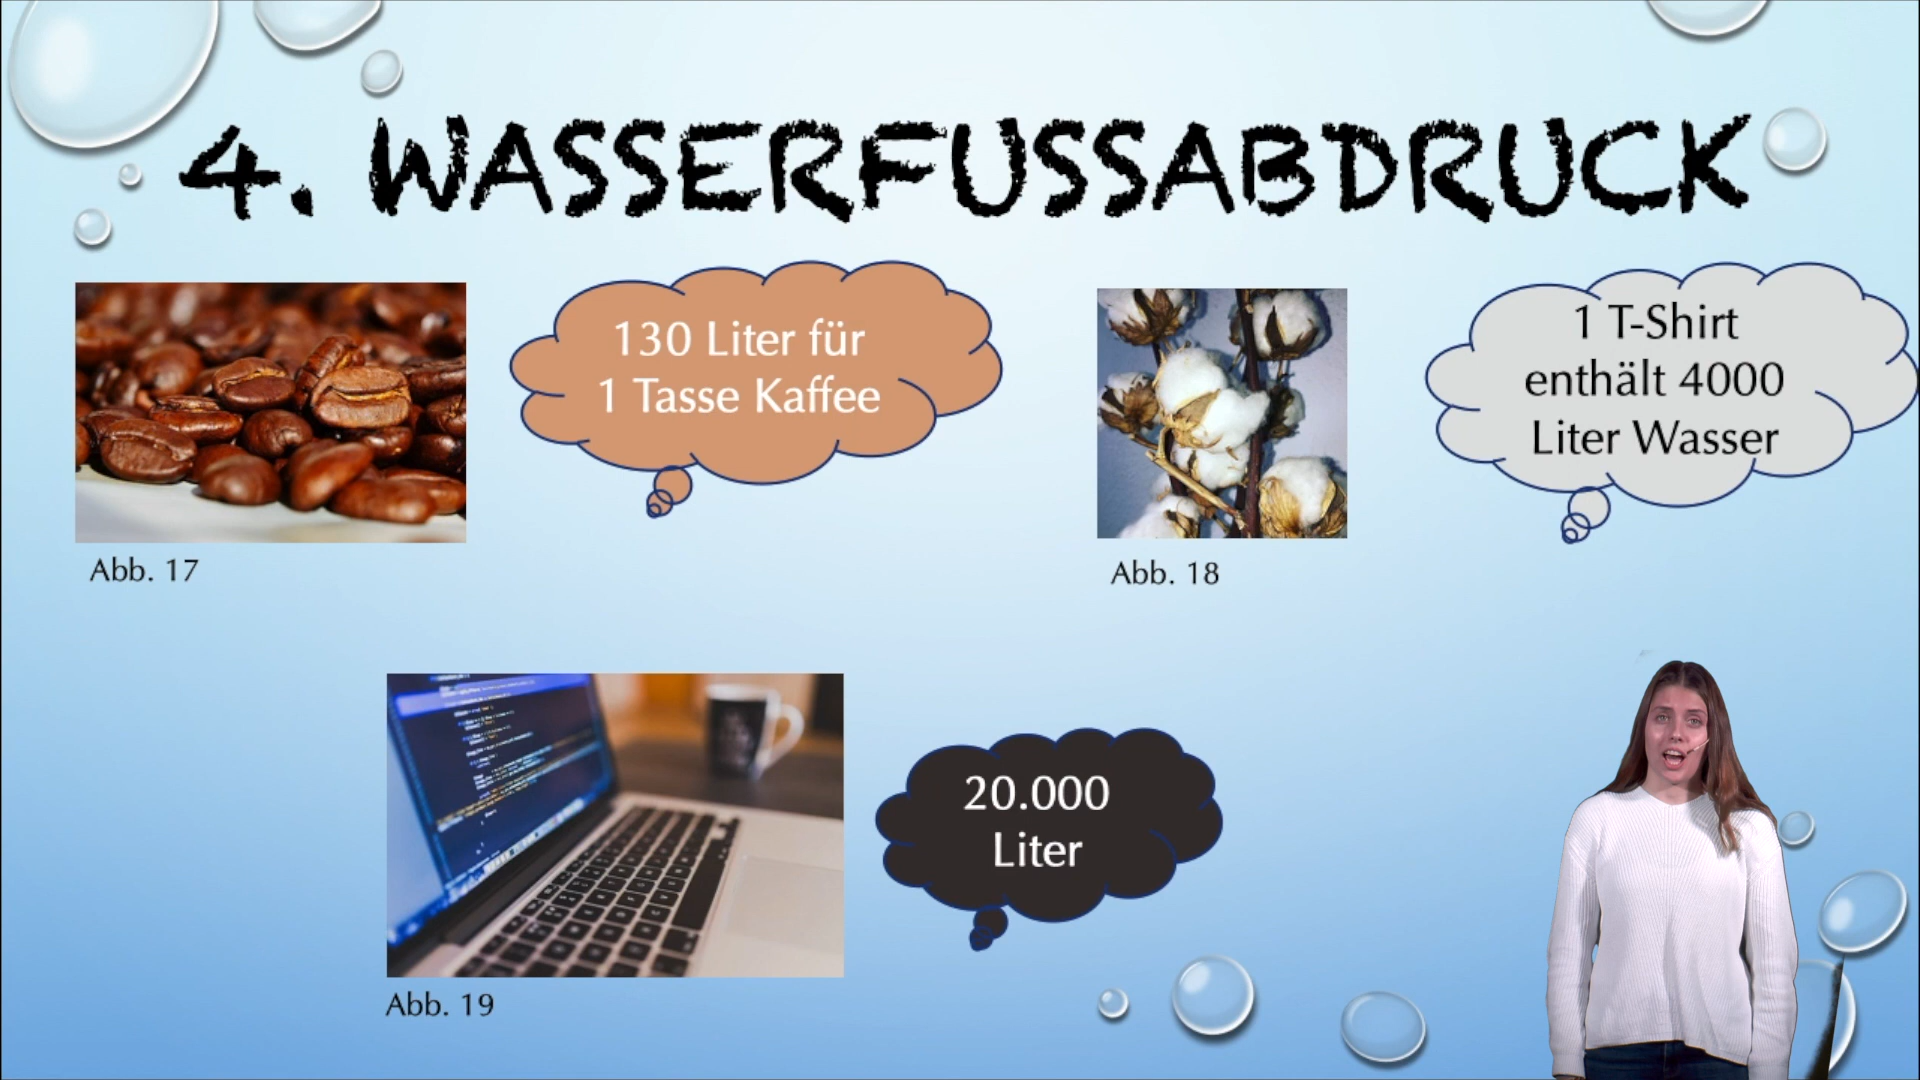 4. WASSERFUSSABDRUCK
130 Liter für
1 Tasse Kaffee
1 T-Shirt
enthält 4000
Liter Wasser
Abb. 17
Abb. 18
20.000
Liter
Abb. 19